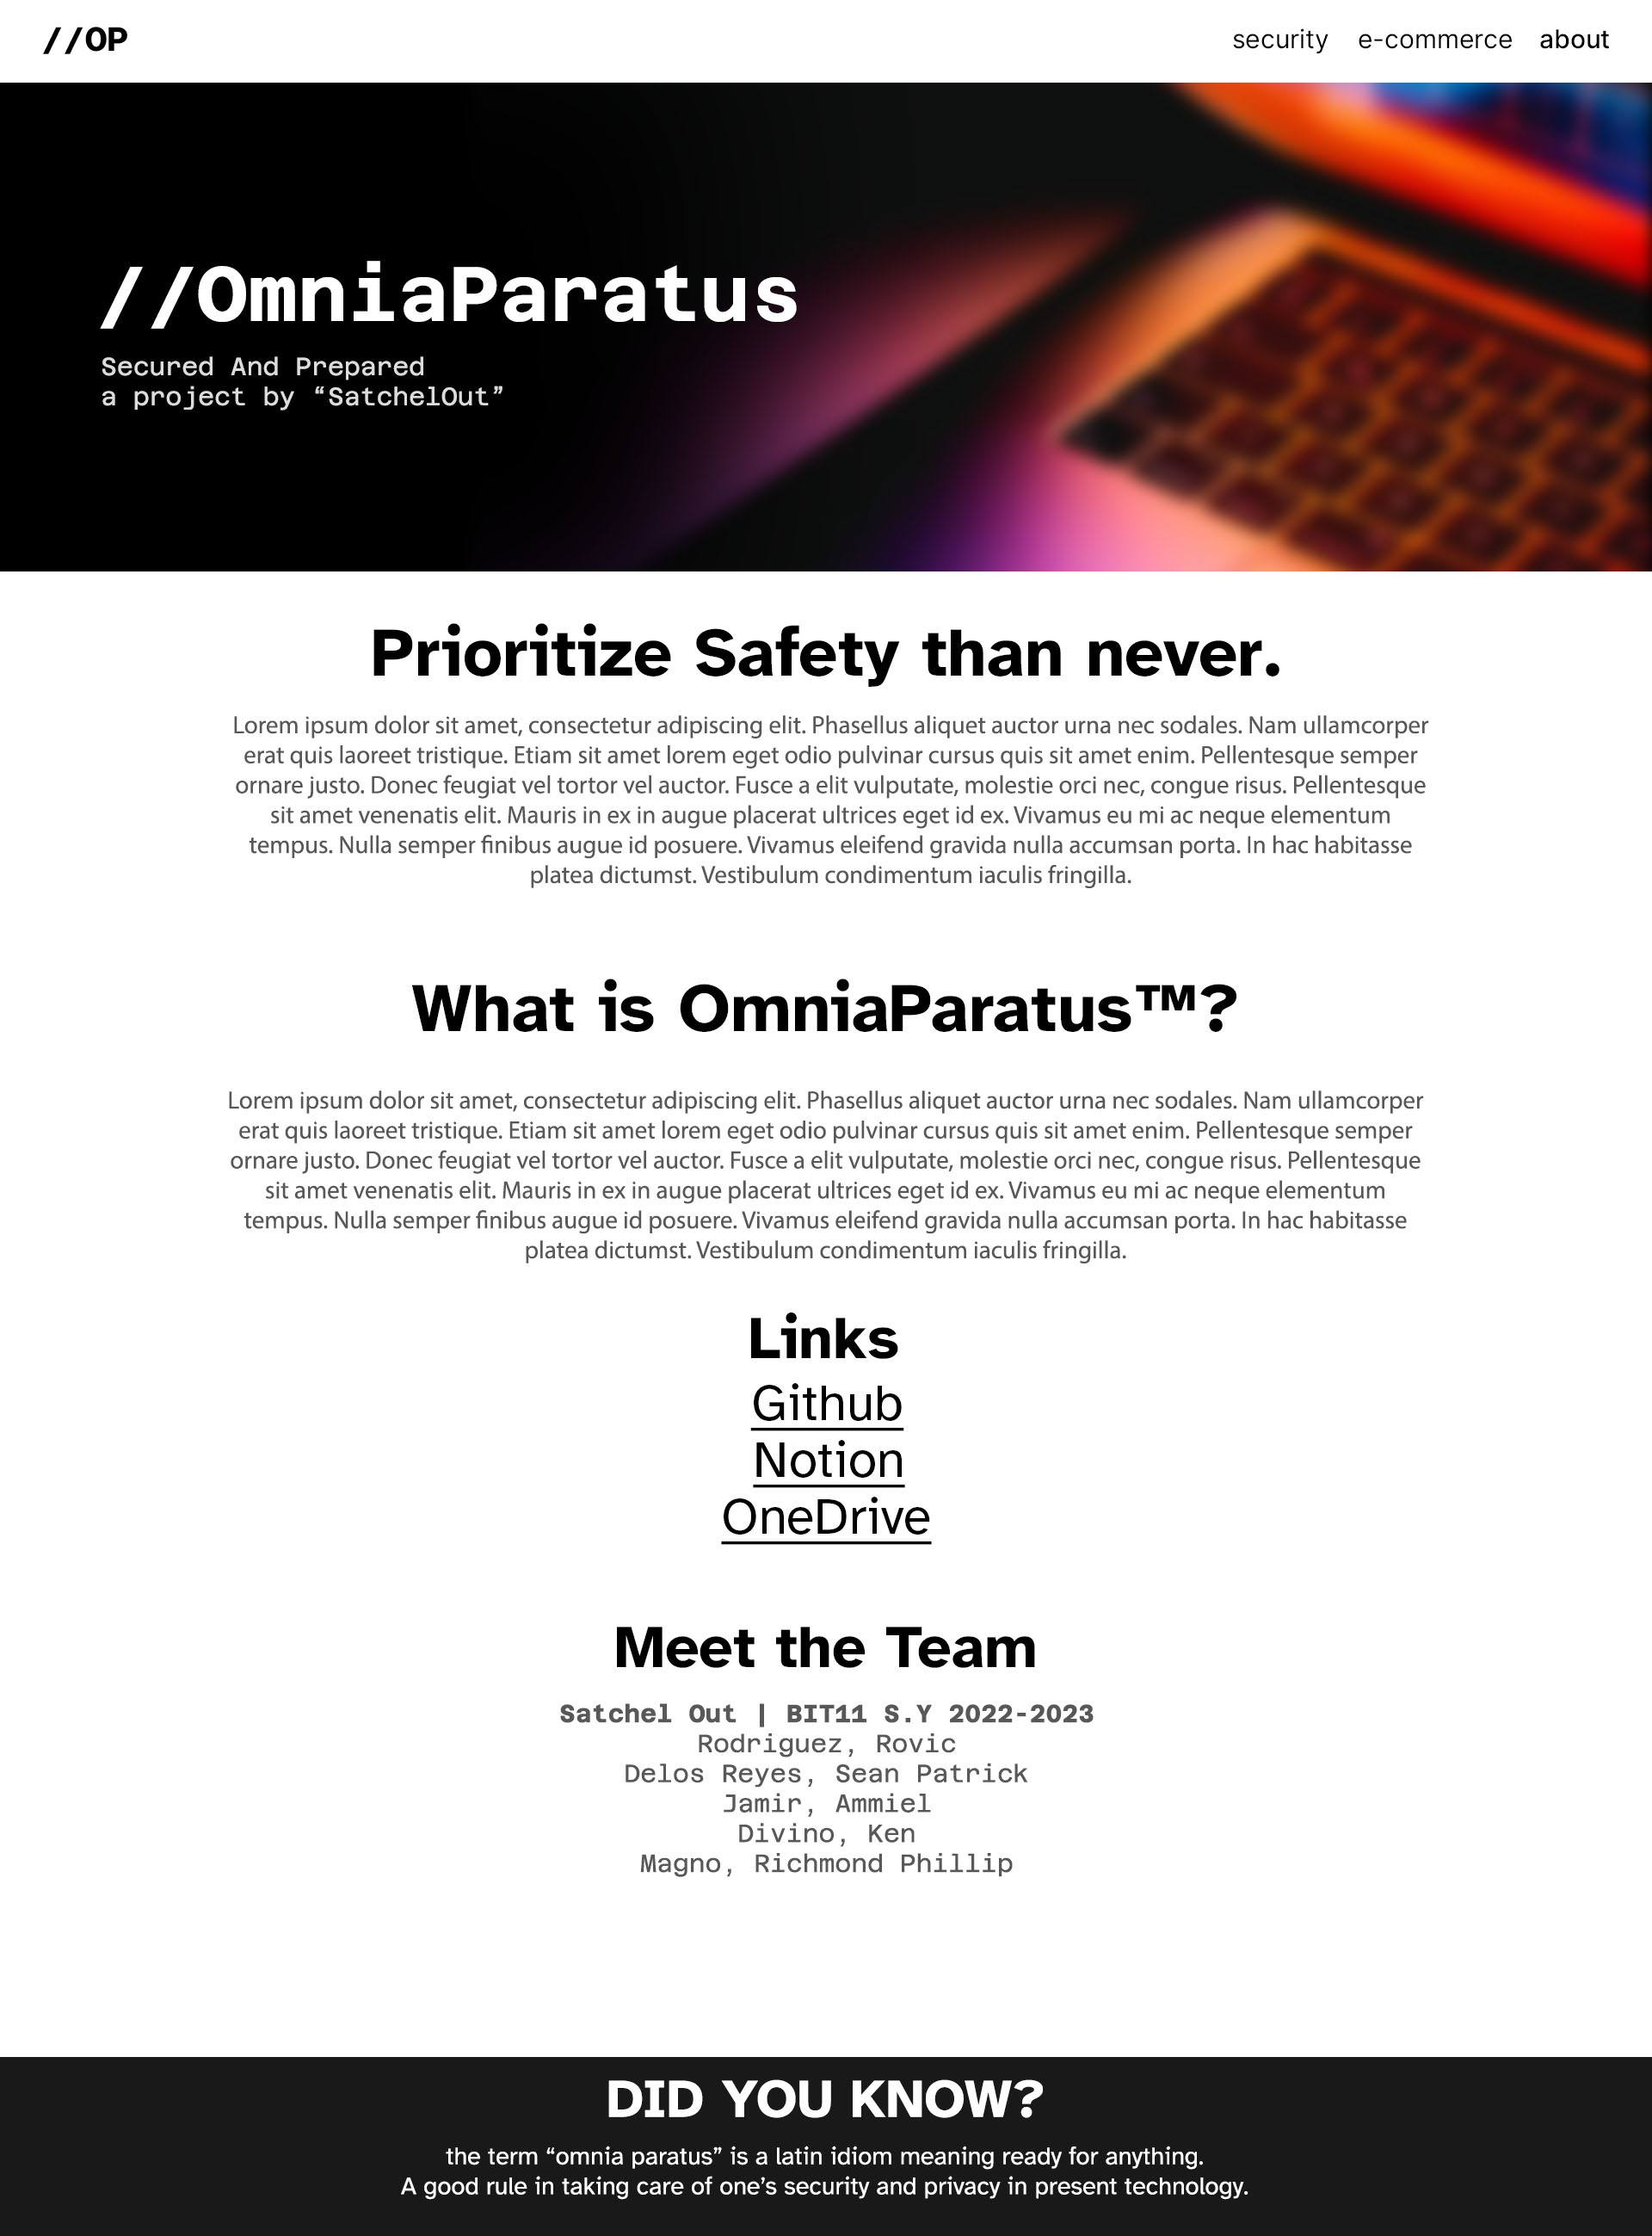 //OP
security e-commerce about
//OmniaParatus
Secured And Prepared
a project by “SatchelOut”
Prioritize Safety than never.
Lorem ipsum dolor sit amet, consectetur adipiscing elit. Phasellus aliquet auctor urna nec sodales. Nam ullamcorper
erat quis laoreet tristique. Etiam sit amet lorem eget odio pulvinar cursus quis sit amet enim. Pellentesque semper
ornare justo. Donec feugiat vel tortor vel auctor. Fusce a elit vulputate, molestie orci nec, congue risus. Pellentesque
sit amet venenatis elit. Mauris in ex in augue placerat ultrices eget id ex. Vivamus eu mi ac neque elementum
tempus. Nulla semper finibus augue id posuere. Vivamus eleifend gravida nulla accumsan porta. In hac habitasse
platea dictumst. Vestibulum condimentum iaculis fringilla.
What is OmniaParatus™?
Lorem ipsum dolor sit amet, consectetur adipiscing elit. Phasellus aliquet auctor urna nec sodales. Nam ullamcorper
erat quis laoreet tristique. Etiam sit amet lorem eget odio pulvinar cursus quis sit amet enim. Pellentesque semper
ornare justo. Donec feugiat vel tortor vel auctor. Fusce a elit vulputate, molestie orci nec, congue risus. Pellentesque
sit amet venenatis elit. Mauris in ex in augue placerat ultrices eget id ex. Vivamus eu mi ac neque elementum
tempus. Nulla semper finibus augue id posuere. Vivamus eleifend gravida nulla accumsan porta. In hac habitasse
platea dictumst. Vestibulum condimentum iaculis fringilla.
Links
Github
Notion
OneDrive
Meet the Team
Satchel Out | BIT11 S.Y 2022-2023
Rodriguez, Rovic
Delos Reyes, Sean Patrick
Jamir, Ammiel
Divino, Ken
Magno, Richmond Phillip
DID YOU KNOW?
the term “omnia paratus” is a latin idiom meaning ready for anything.
A good rule in taking care of one’s security and privacy in present technology.